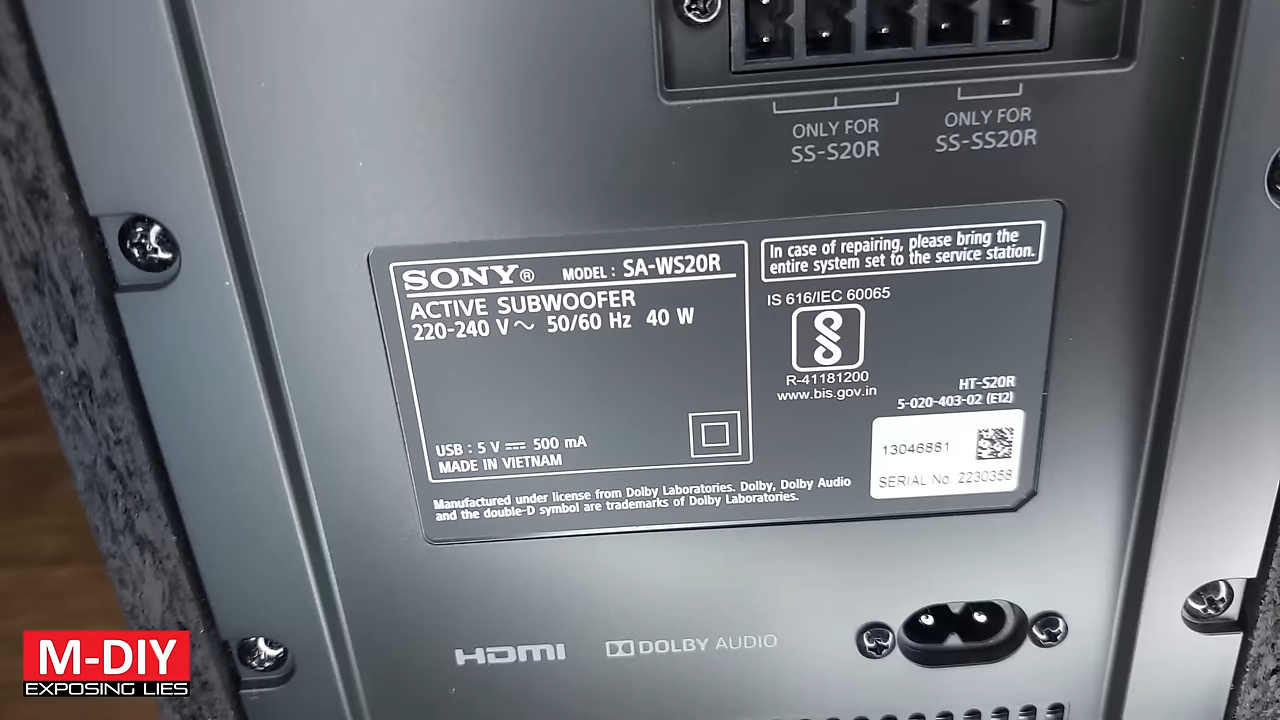 ONLY FOR
SS-S20R
ONLY FOR
SS-SS20R
SONY®
MODEL : SA-WS20R
ACTIVE SUBWOOFER
220-240 V ~ 50/60 Hz 40 W
USB : 5 V ⎓ 500 mA
MADE IN VIETNAM
In case of repairing, please bring the
entire system set to the service station.
IS 616/IEC 60065
R-41181200
www.bis.gov.in
HT-S20R
5-020-403-02 (E12)
13046881
SERIAL No. 2230358
Manufactured under license from Dolby Laboratories. Dolby, Dolby Audio
and the double-D symbol are trademarks of Dolby Laboratories.
HDMI
DOLBY AUDIO
M-DIY
EXPOSING LIES